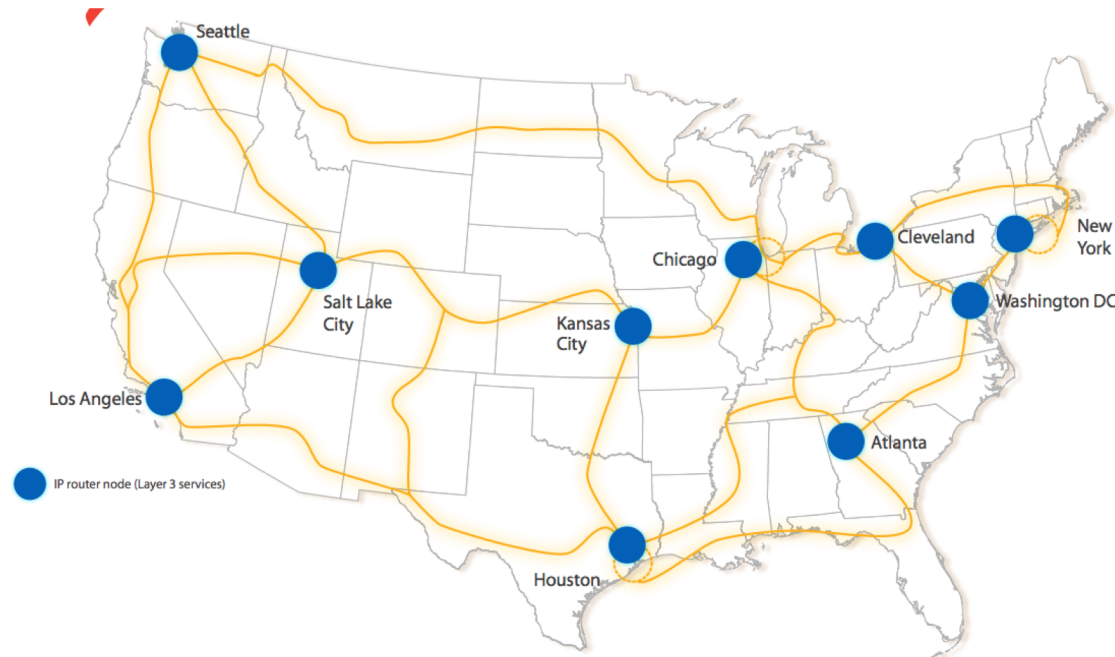 Seattle
Cleveland
New
York
Chicago
Salt Lake
City
Washington DC
Kansas
City
Los Angeles
Atlanta
IP router node (Layer 3 services)
Houston